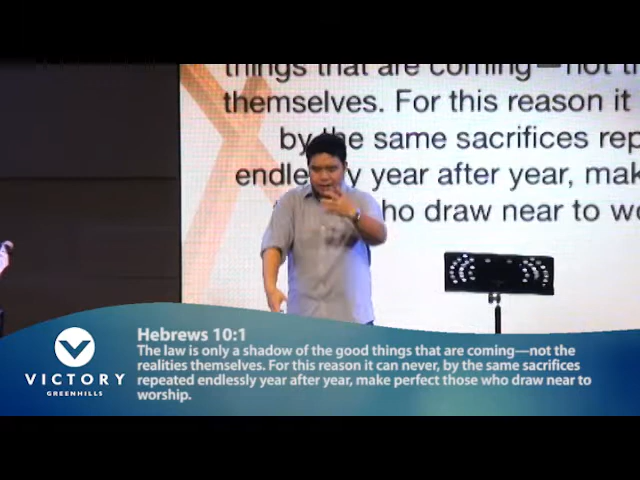 things that are coming—not th
themselves. For this reason it
by the same sacrifices rep
endlessly year after year, mak
who draw near to wo
Hebrews 10:1
The law is only a shadow of the good things that are coming—not the
realities themselves. For this reason it can never, by the same sacrifices
repeated endlessly year after year, make perfect those who draw near to
worship.
VICTORY
GREENHILLS